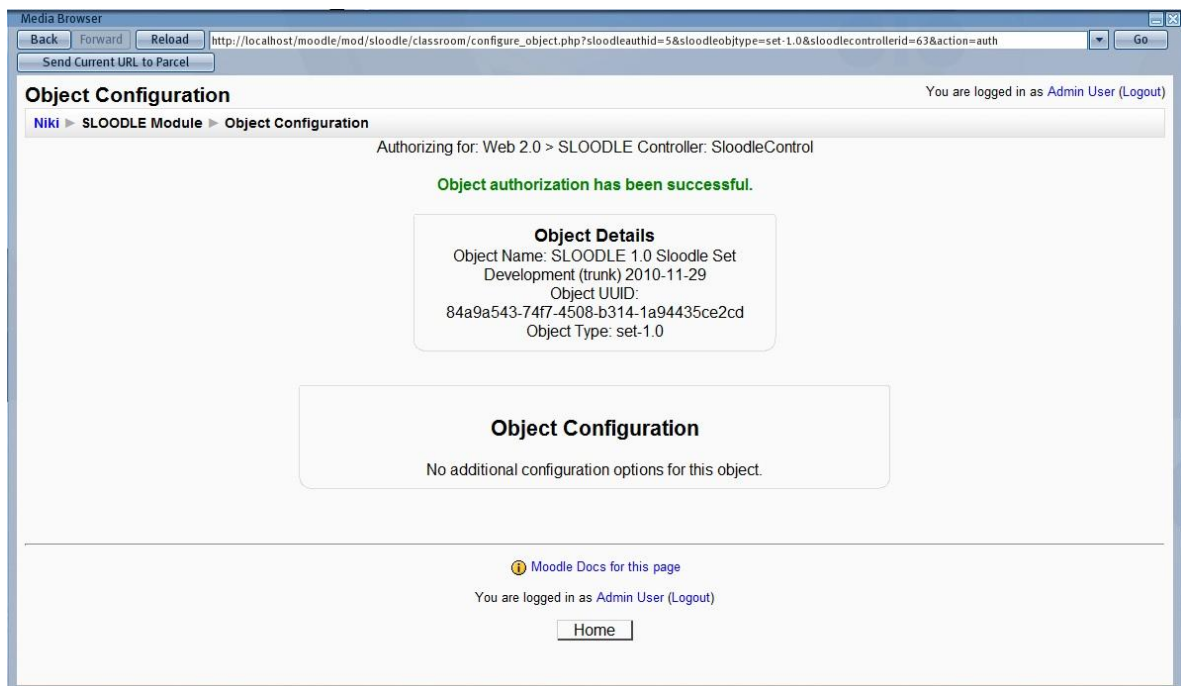 Media Browser
Back Forward Reload http://localhost/moodle/mod/sloodle/classroom/configure_object.php?sloodleauthid=5&sloodleobjtype=set-1.0&sloodlecontrollerid=63&action=auth Go
Send Current URL to Parcel
Object Configuration
You are logged in as Admin User (Logout)
Niki ► SLOODLE Module ► Object Configuration
Authorizing for: Web 2.0 > SLOODLE Controller: SloodleControl
Object authorization has been successful.
Object Details
Object Name: SLOODLE 1.0 Sloodle Set
Development (trunk) 2010-11-29
Object UUID:
84a9a543-74f7-4508-b314-1a94435ce2cd
Object Type: set-1.0
Object Configuration
No additional configuration options for this object.
Moodle Docs for this page
You are logged in as Admin User (Logout)
Home